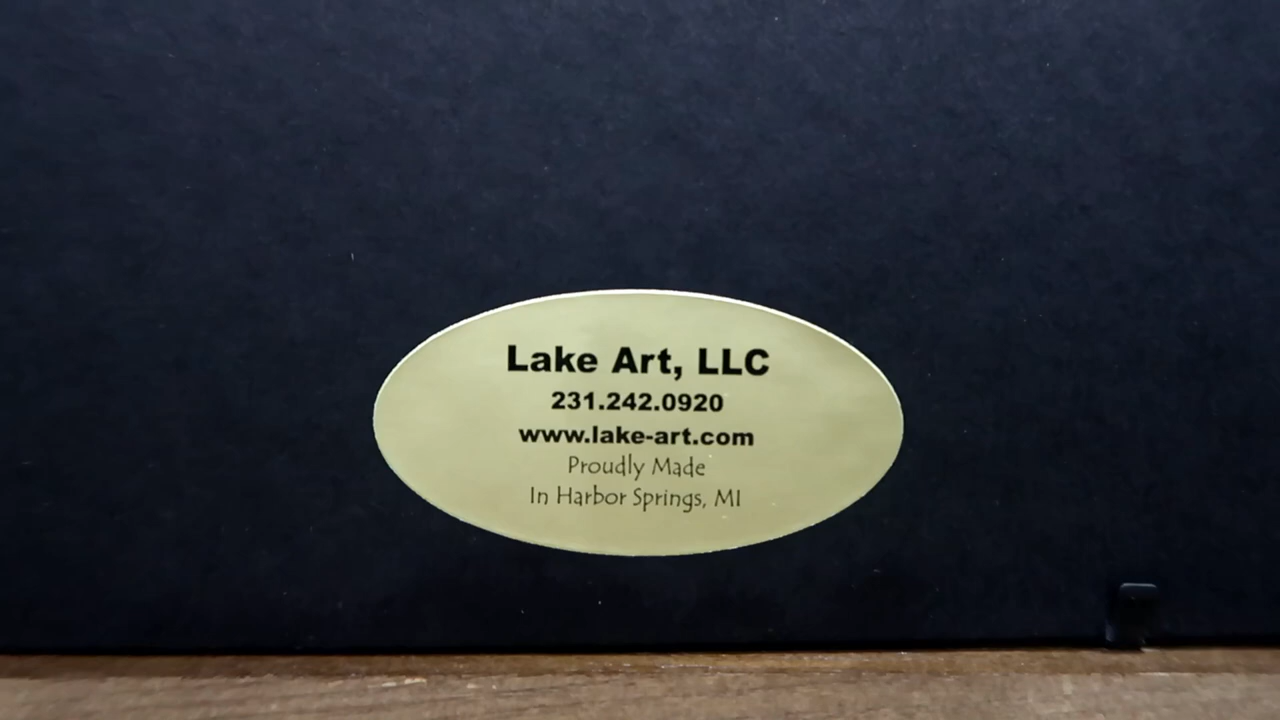 Lake Art, LLC
231.242.0920
www.lake-art.com
Proudly Made
In Harbor Springs, MI